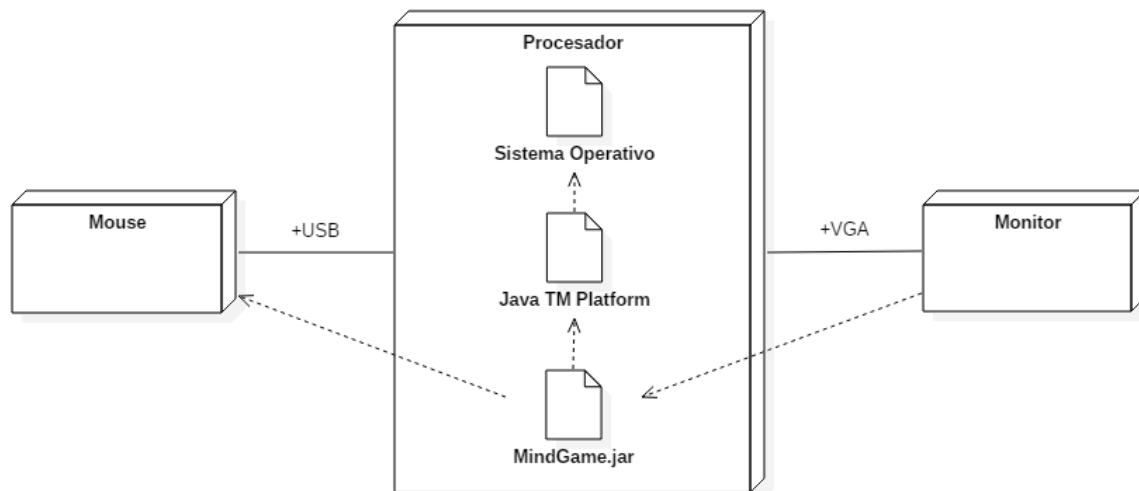 Procesador
Sistema Operativo
Mouse
+USB
+VGA
Monitor
Java TM Platform
MindGame.jar